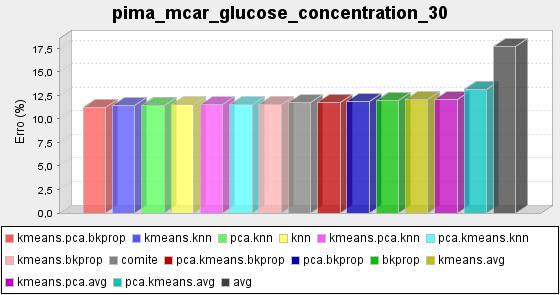 pima_mcar_glucose_concentration_30
Erro (%)
17,5
15,0
12,5
10,0
7,5
5,0
2,5
0,0
kmeans.pca.bkprop kmeans.knn pca.knn knn kmeans.pca.knn pca.kmeans.knn
kmeans.bkprop comite pca.kmeans.bkprop pca.bkprop bkprop kmeans.avg
kmeans.pca.avg pca.kmeans.avg avg